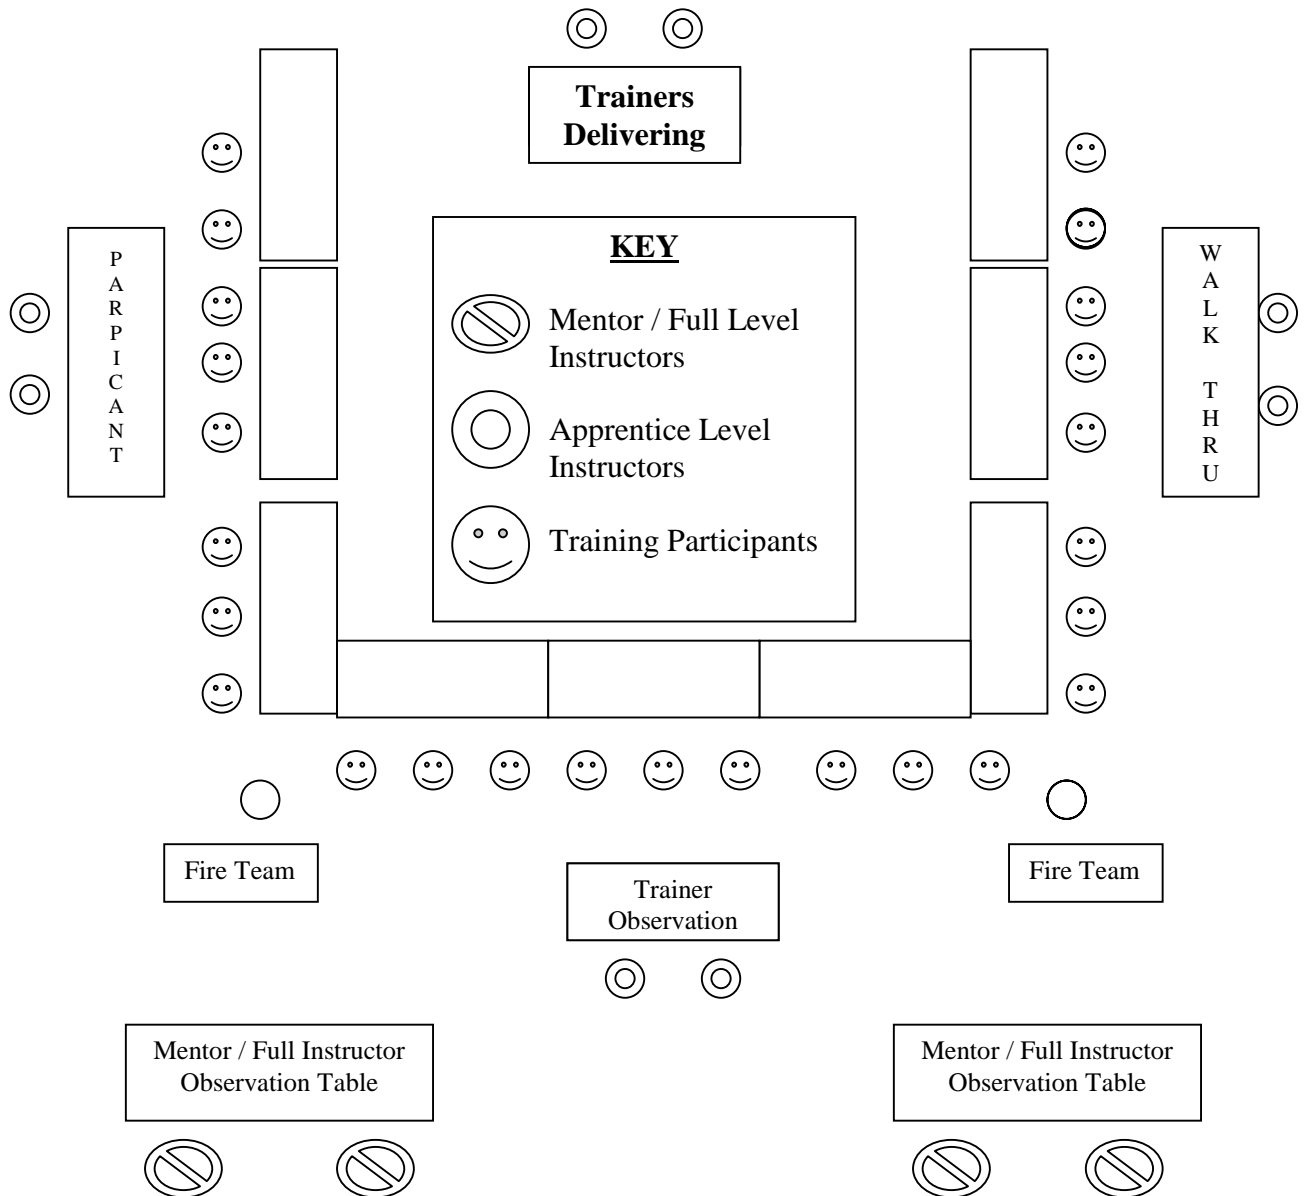 Trainers
Delivering
KEY
Mentor / Full Level
Instructors
Apprentice Level
Instructors
Training Participants
P
A
R
P
I
C
A
N
T
W
A
L
K
T
H
R
U
Fire Team
Trainer
Observation
Fire Team
Mentor / Full Instructor
Observation Table
Mentor / Full Instructor
Observation Table